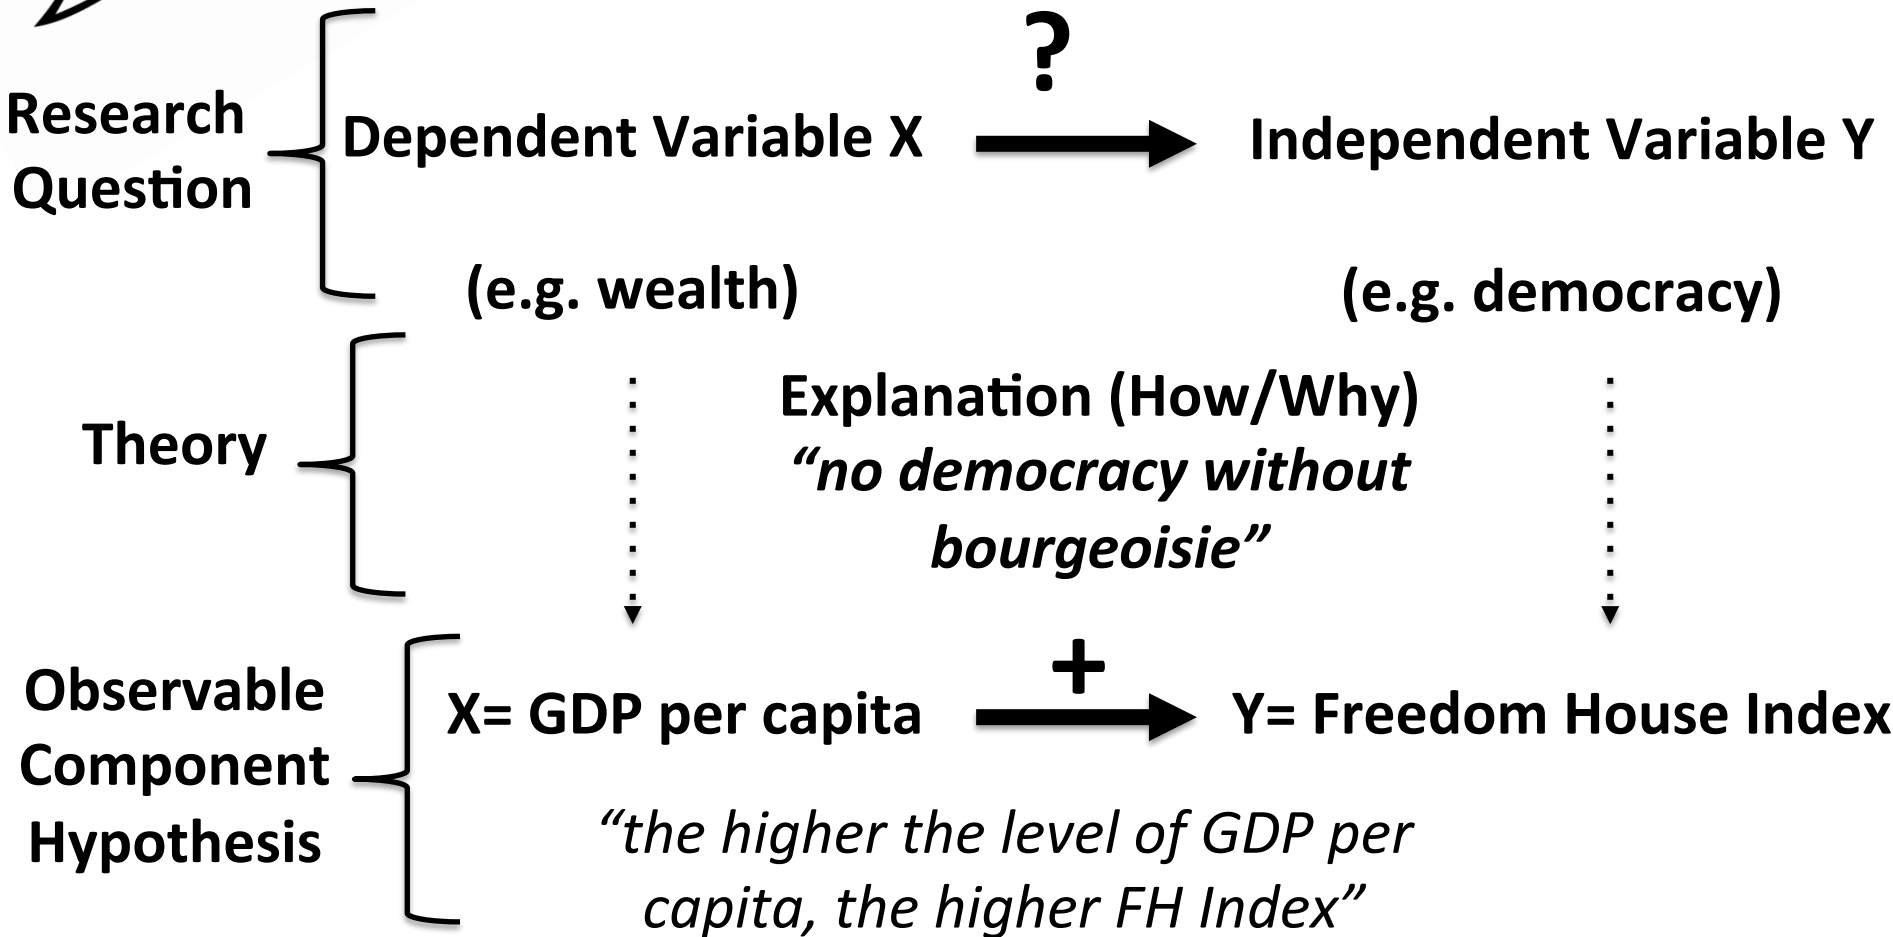 ?
Research
Question
Dependent Variable X
Independent Variable Y
(e.g. wealth)
(e.g. democracy)
Theory
Explanation (How/Why)
“no democracy without
bourgeoisie”
Observable
Component
Hypothesis
+
X= GDP per capita
Y= Freedom House Index
“the higher the level of GDP per
capita, the higher FH Index”